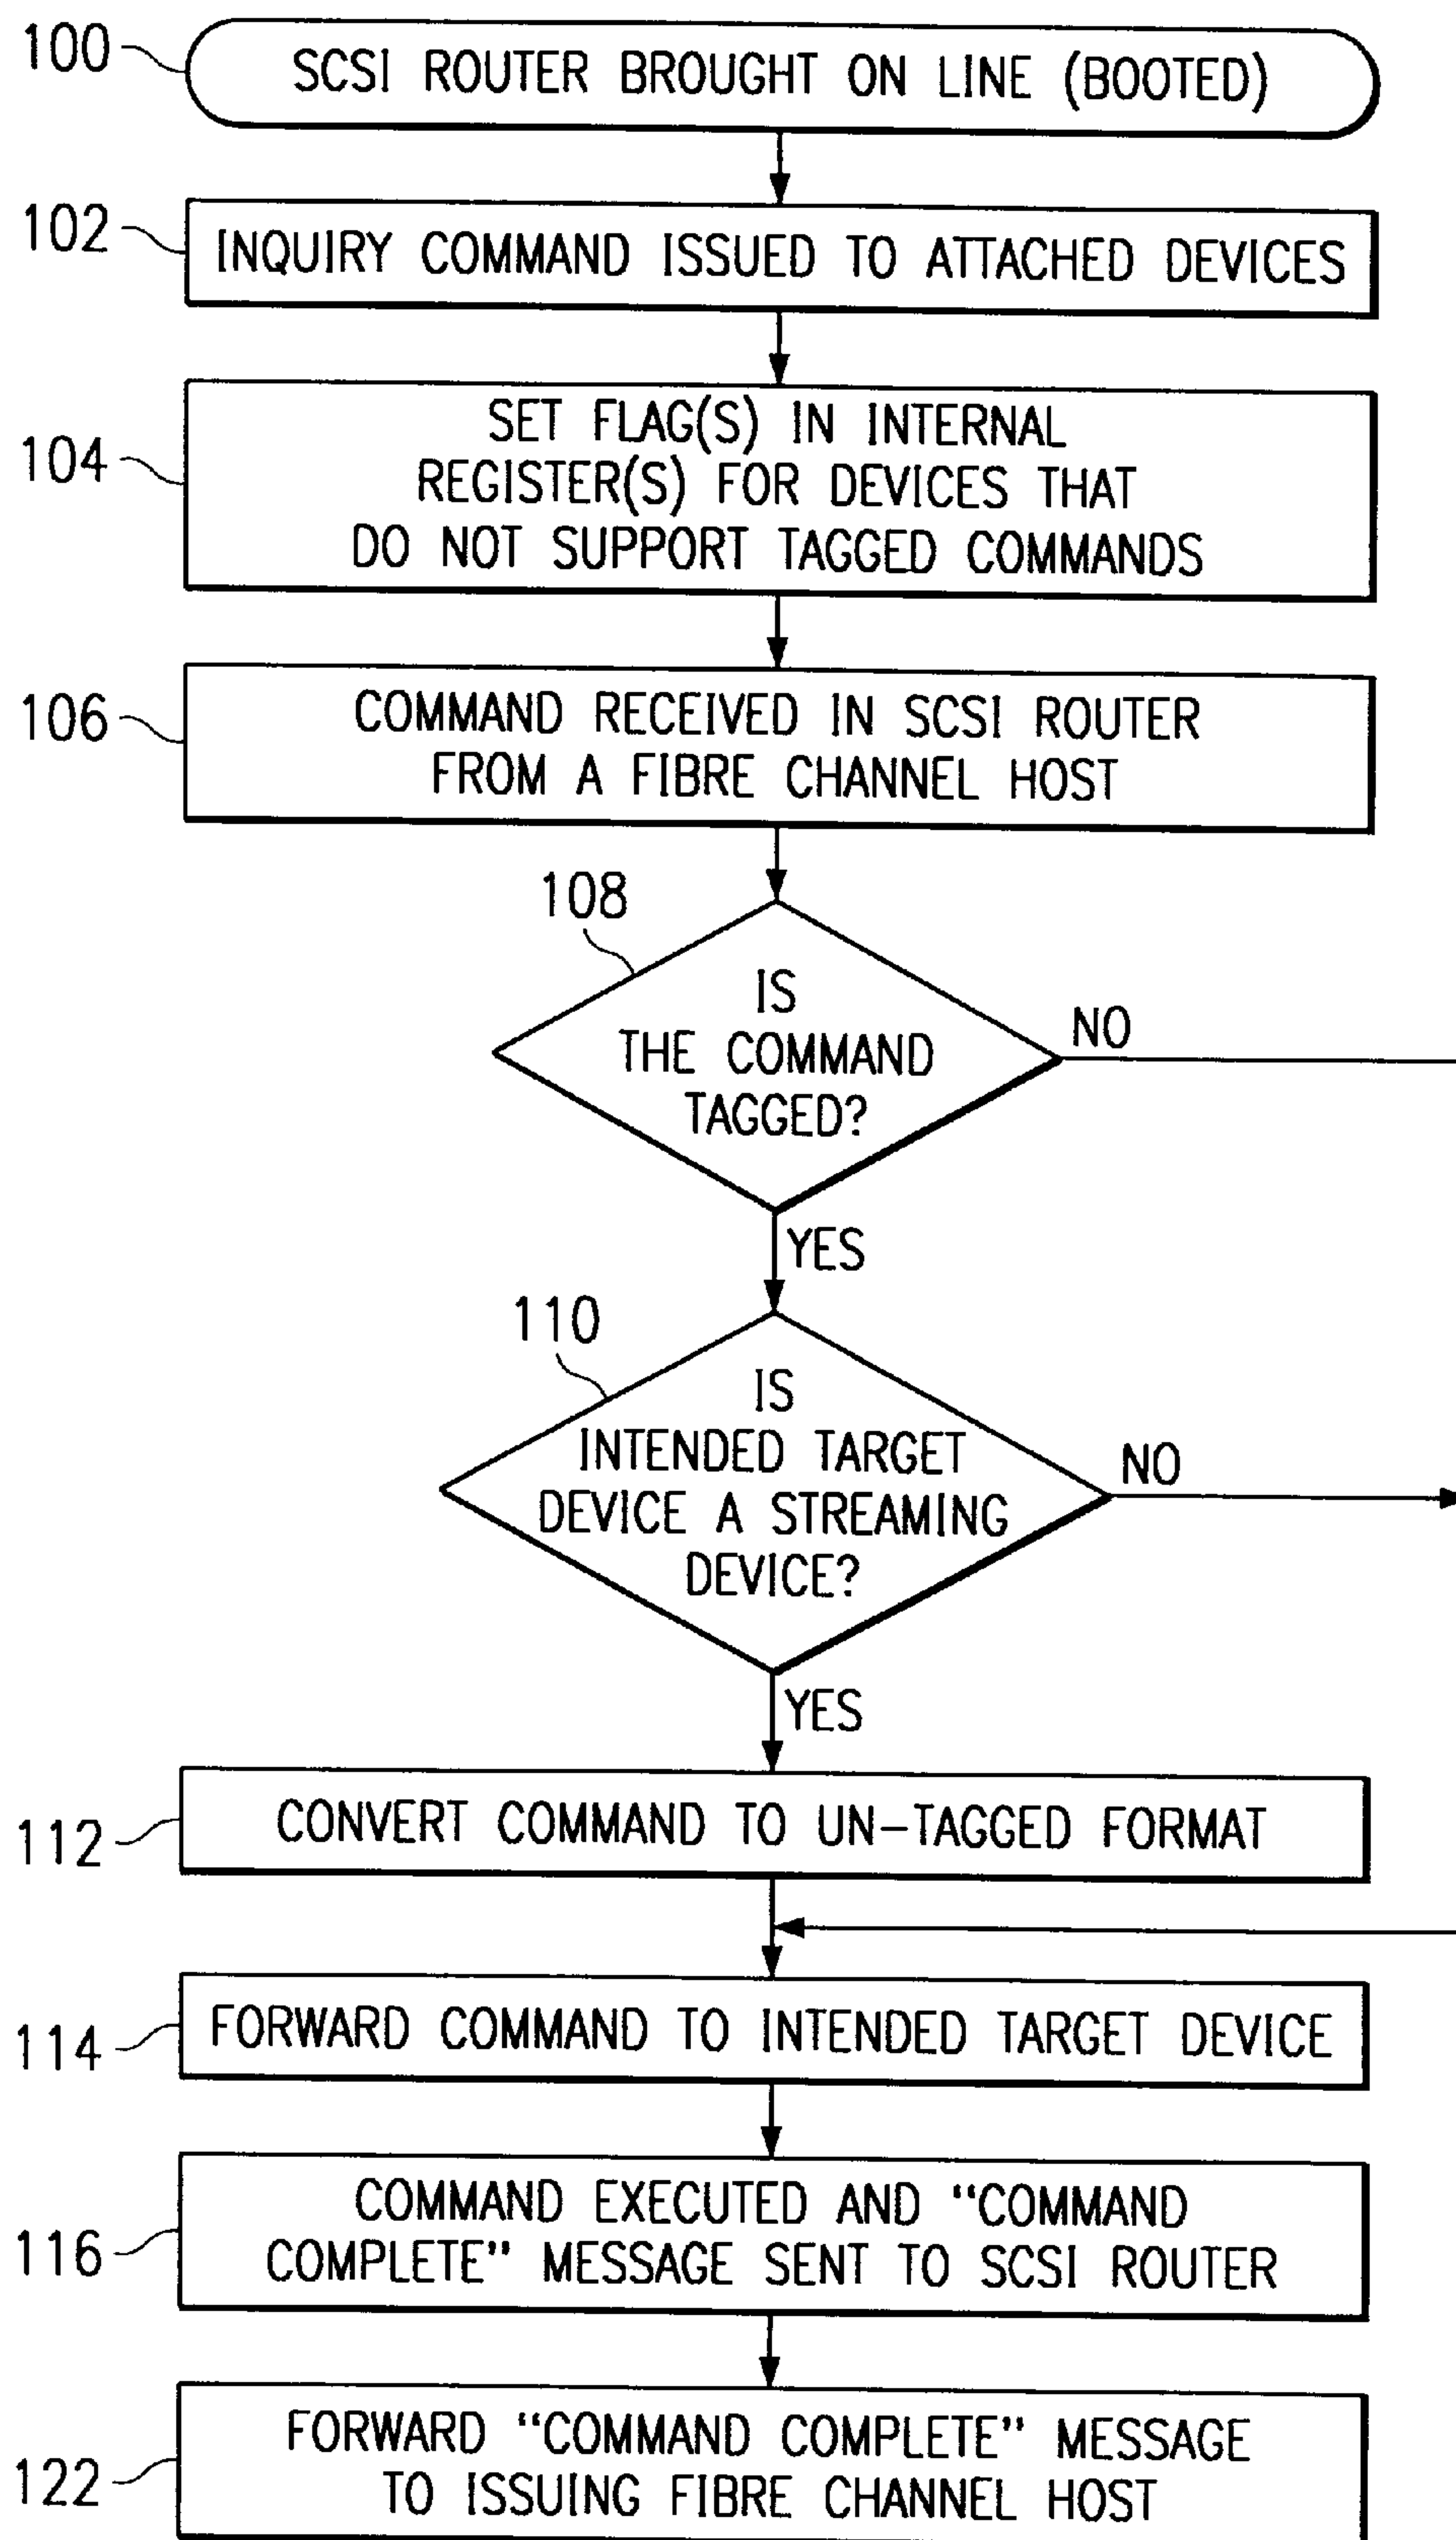 100
SCSI ROUTER BROUGHT ON LINE (BOOTED)
102
INQUIRY COMMAND ISSUED TO ATTACHED DEVICES
104
SET FLAG(S) IN INTERNAL
REGISTER(S) FOR DEVICES THAT
DO NOT SUPPORT TAGGED COMMANDS
106
COMMAND RECEIVED IN SCSI ROUTER
FROM A FIBRE CHANNEL HOST
108
IS
THE COMMAND
TAGGED?
NO
YES
110
IS
INTENDED TARGET
DEVICE A STREAMING
DEVICE?
NO
YES
112
CONVERT COMMAND TO UN-TAGGED FORMAT
114
FORWARD COMMAND TO INTENDED TARGET DEVICE
116
COMMAND EXECUTED AND "COMMAND
COMPLETE" MESSAGE SENT TO SCSI ROUTER
122
FORWARD "COMMAND COMPLETE" MESSAGE
TO ISSUING FIBRE CHANNEL HOST